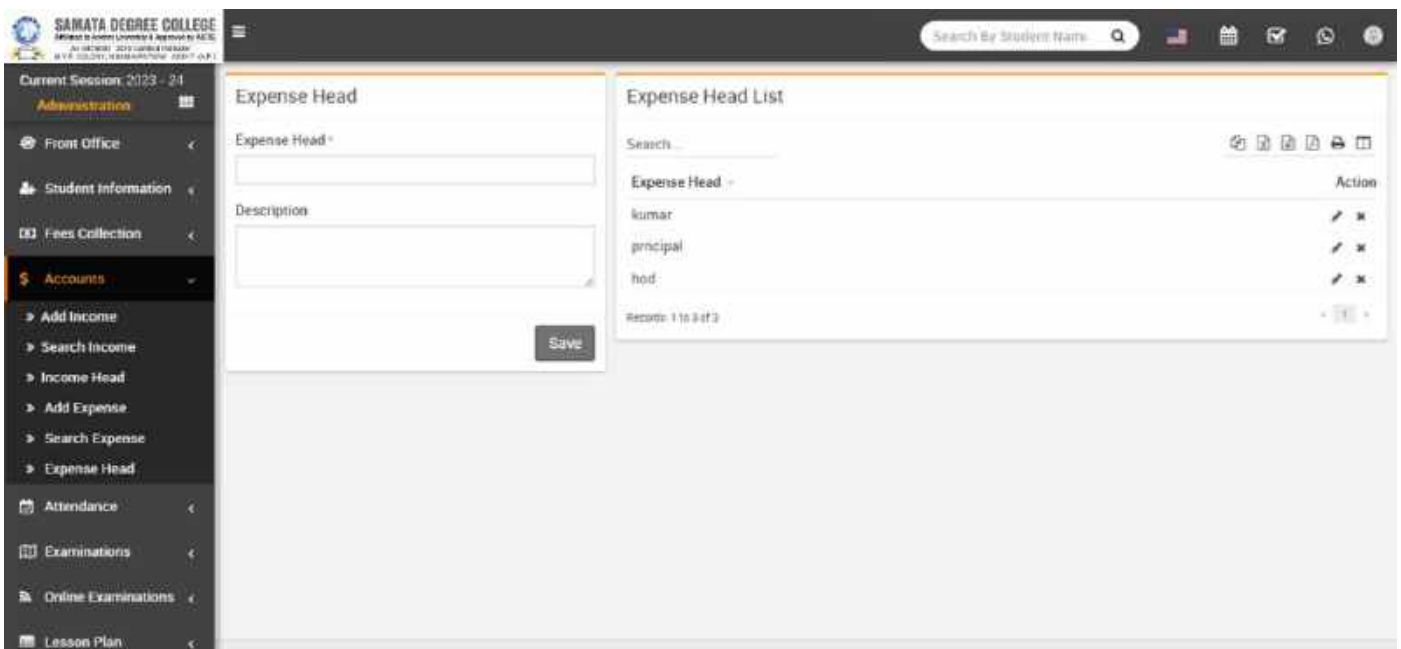 SAMATA DEGREE COLLEGE
Search By Student Name
Current Session: 2023 - 24
Administration
Front Office
Student Information
Fees Collection
Accounts
Add Income
Search Income
Income Head
Add Expense
Search Expense
Expense Head
Attendance
Examinations
Online Examinations
Lesson Plan
Expense Head
Expense Head *
Description
Save
Expense Head List
Search...
Expense Head Action
kumar
prncipal
hod
Records: 1 to 3 of 3
1